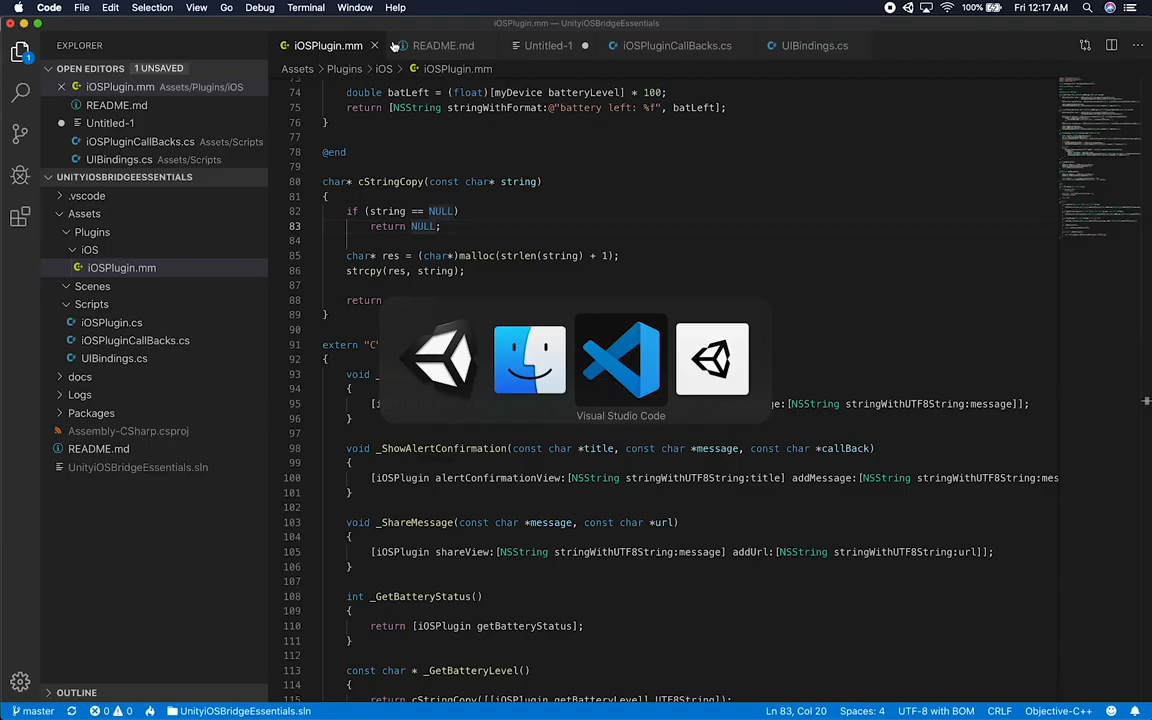 Code File Edit Selection View Go Debug Terminal Window Help 100% Fri 12:17 AM
iOSPlugin.mm — UnityiOSBridgeEssentials
EXPLORER
iOSPlugin.mm README.md Untitled-1 iOSPluginCallBacks.cs UIBindings.cs
OPEN EDITORS 1 UNSAVED
iOSPlugin.mm Assets/Plugins/iOS
README.md
Untitled-1
iOSPluginCallBacks.cs Assets/Scripts
UIBindings.cs Assets/Scripts
UNITYIOSBRIDGEESSENTIALS
.vscode
Assets
Plugins
iOS
iOSPlugin.mm
Scenes
Scripts
iOSPlugin.cs
iOSPluginCallBacks.cs
UIBindings.cs
docs
Logs
Packages
Assembly-CSharp.csproj
README.md
UnityiOSBridgeEssentials.sln
OUTLINE
Assets > Plugins > iOS > iOSPlugin.mm
73
74 double batLeft = (float)[myDevice batteryLevel] * 100;
75 return [NSString stringWithFormat:@"battery left: %f", batLeft];
76 }
77
78 @end
79
80 char* cStringCopy(const char* string)
81 {
82 if (string == NULL)
83 return NULL;
84
85 char* res = (char*)malloc(strlen(string) + 1);
86 strcpy(res, string);
87
88 return
89 }
90
91 extern "C"
92 {
93 void _
94 {
95 [i ge:[NSString stringWithUTF8String:message]];
96 }
97
98 void _ShowAlertConfirmation(const char *title, const char *message, const char *callBack)
99 {
100 [iOSPlugin alertConfirmationView:[NSString stringWithUTF8String:title] addMessage:[NSString stringWithUTF8String:mes
101 }
102
103 void _ShareMessage(const char *message, const char *url)
104 {
105 [iOSPlugin shareView:[NSString stringWithUTF8String:message] addUrl:[NSString stringWithUTF8String:url]];
106 }
107
108 int _GetBatteryStatus()
109 {
110 return [iOSPlugin getBatteryStatus];
111 }
112
113 const char * _GetBatteryLevel()
114 {
115 return cStringCopy([[iOSPlugin getBatteryLevel] UTF8String]);
Visual Studio Code
1
master 0 0 UnityiOSBridgeEssentials.sln Ln 83, Col 20 Spaces: 4 UTF-8 with BOM CRLF Objective-C++